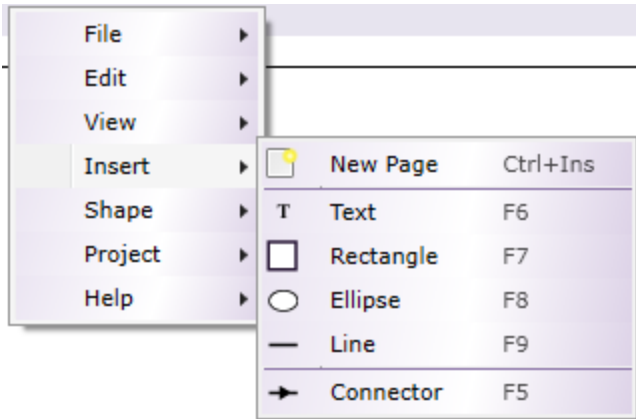 File
Edit
View
Insert
Shape
Project
Help
New Page Ctrl+Ins
T Text F6
Rectangle F7
Ellipse F8
Line F9
Connector F5